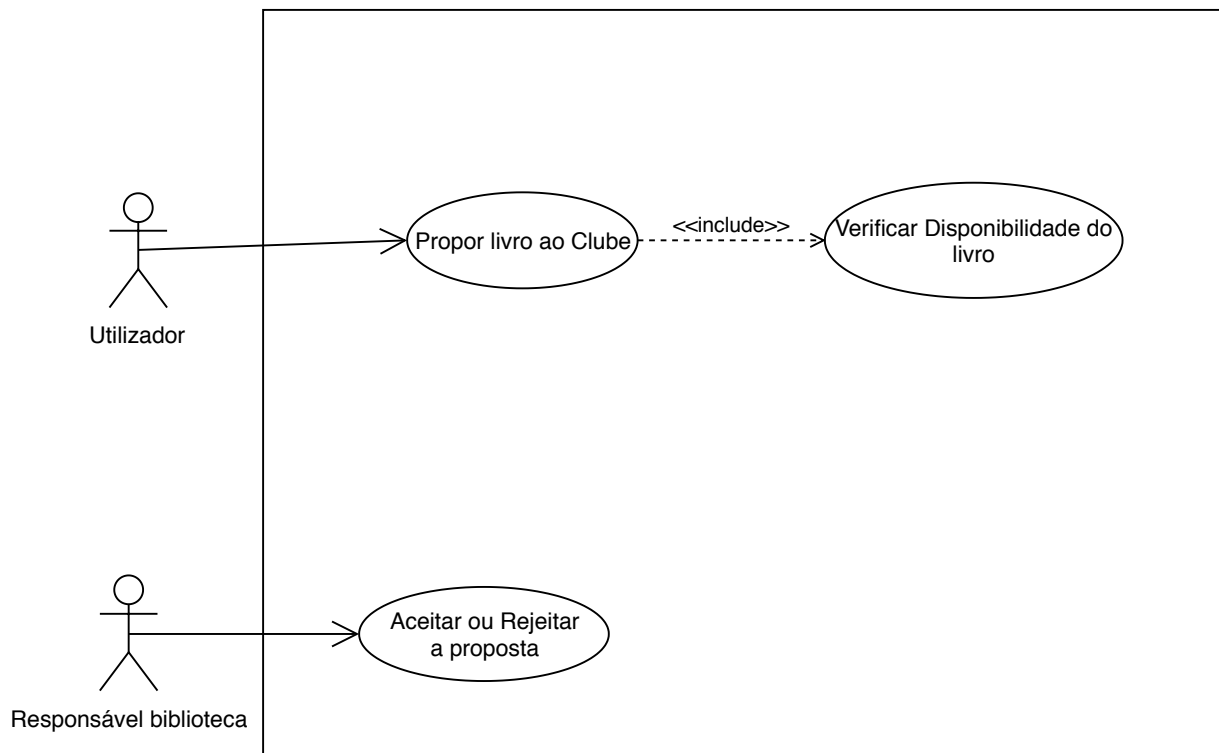 Propor livro ao Clube
<<include>>
Verificar Disponibilidade do
livro
Utilizador
Aceitar ou Rejeitar
a proposta
Responsável biblioteca